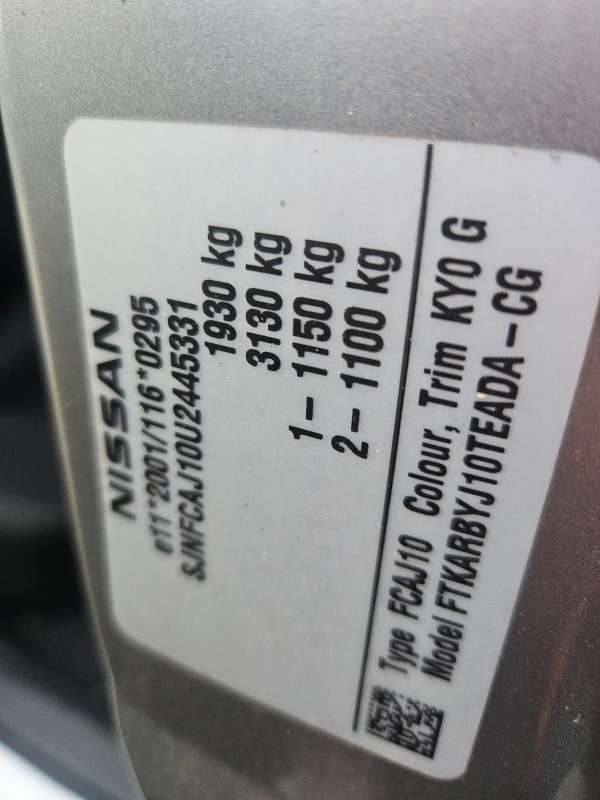 NISSAN
e11*2001/116*0295
SJNFCAJ10U2445331
1930 kg
3130 kg
1– 1150 kg
2– 1100 kg
Type FCAJ10 Colour, Trim KY0 G
Model FTKARBYJ10TEADA–CG